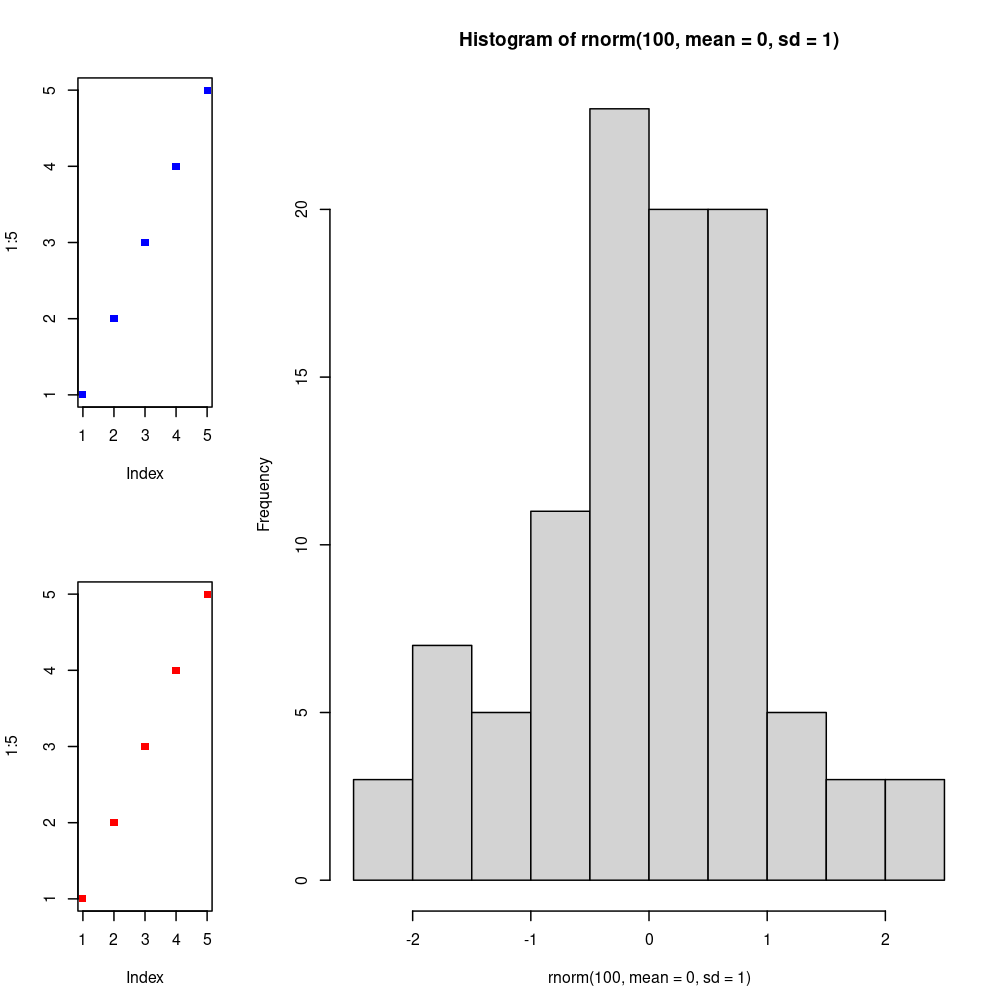 5
4
3
2
1
1:5
1 2 3 4 5
Index
5
4
3
2
1
1:5
1 2 3 4 5
Index
Histogram of rnorm(100, mean = 0, sd = 1)
20
15
10
5
0
Frequency
-2 -1 0 1 2
rnorm(100, mean = 0, sd = 1)